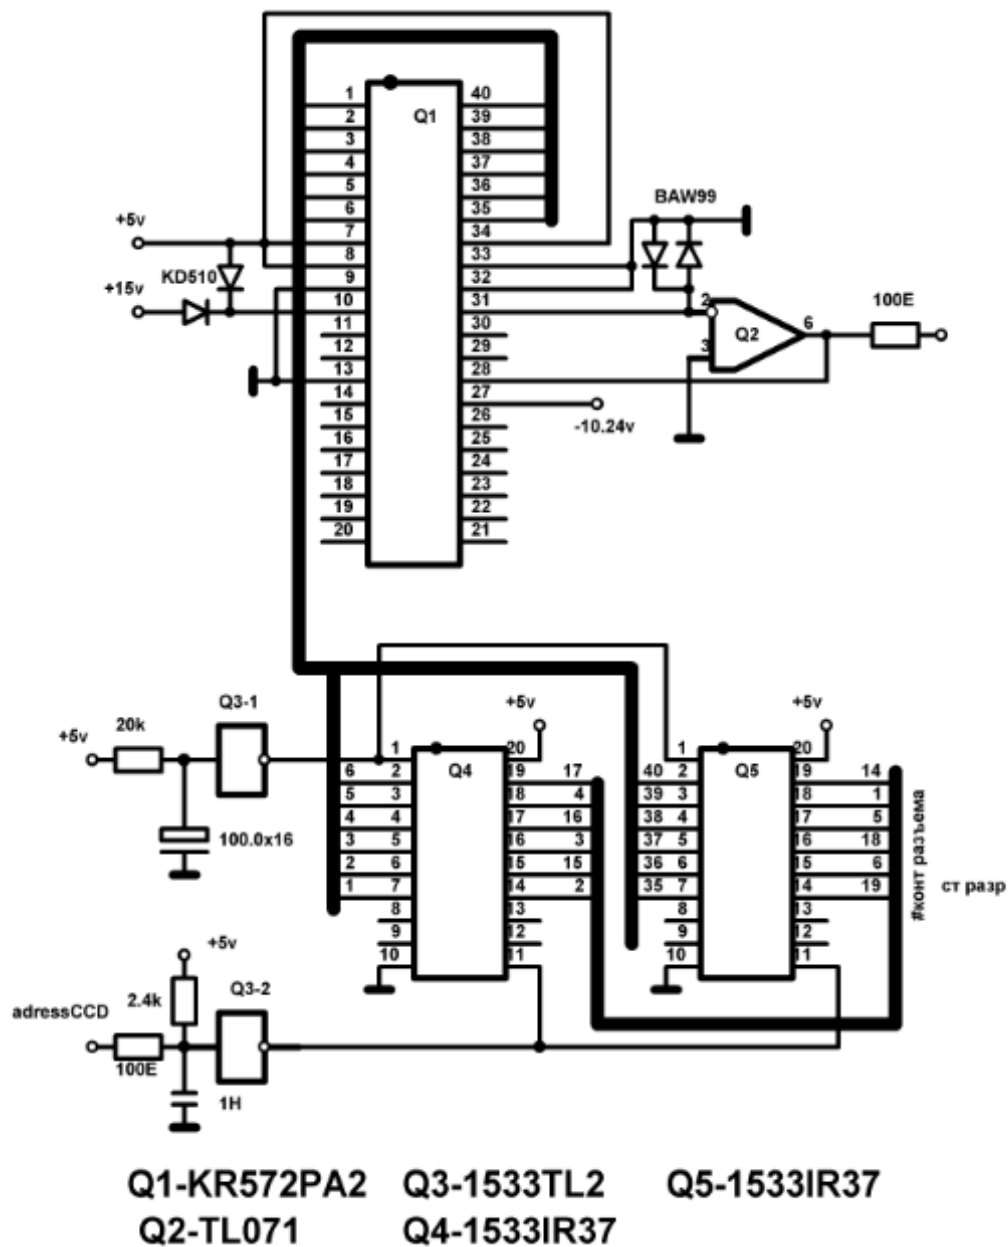 1 40
2 Q1 39
3 38
4 37
5 36 BAW99
6 35
+5v 7 34
8 33
KD510 9 32
+15v 10 31 2 100E
11 30 Q2 6
12 29 3
13 28
14 27
15 26 -10.24v
16 25
17 24
18 23
19 22
20 21
Q3-1 +5v +5v
20k
+5v 1 20 1 20
6 2 Q4 19 17 40 2 Q5 19 14
5 3 18 4 39 3 18 1
4 4 17 16 38 4 17 5
100.0x16 3 5 16 3 37 5 16 18
2 6 15 15 36 6 15 6
1 7 14 2 35 7 14 19
#конт разъема
ст разр
8 13 8 13
9 12 9 12
10 11 10 11
+5v
2.4k Q3-2
adressCCD
100E
1H
Q1-KR572PA2 Q3-1533TL2 Q5-1533IR37
Q2-TL071 Q4-1533IR37